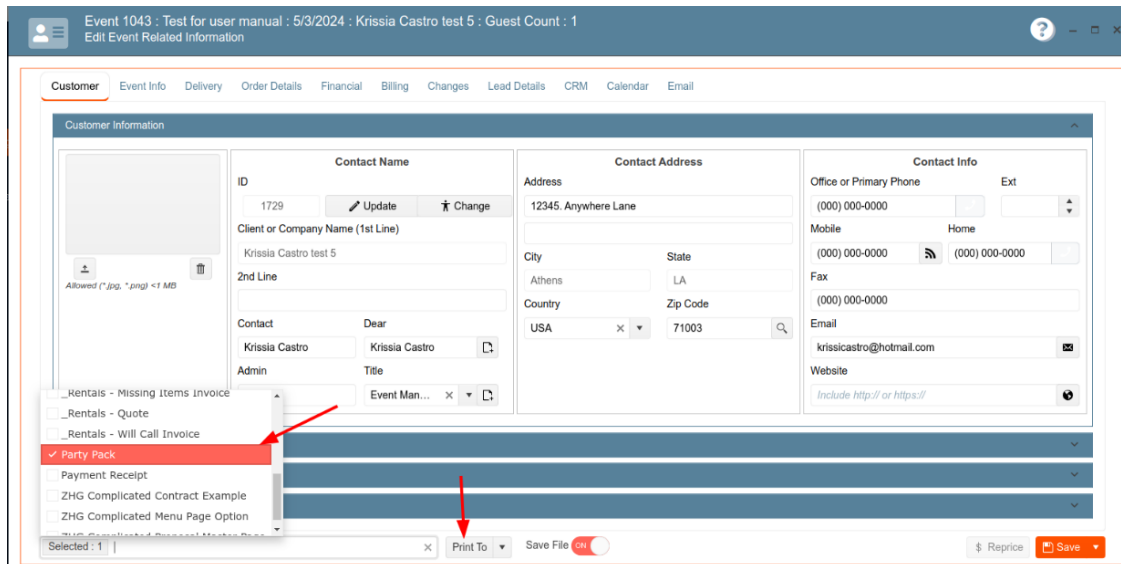 Event 1043 : Test for user manual : 5/3/2024 : Krissia Castro test 5 : Guest Count : 1
Edit Event Related Information
?
Customer Event Info Delivery Order Details Financial Billing Changes Lead Details CRM Calendar Email
Customer Information
Contact Name
ID
1729 Update Change
Client or Company Name (1st Line)
Krissia Castro test 5
2nd Line
Contact Dear
Krissia Castro Krissia Castro
Admin Title
Event Man...
Allowed (*.jpg, *.png) <1 MB
Contact Address
Address
12345. Anywhere Lane
City State
Athens LA
Country Zip Code
USA 71003
Contact Info
Office or Primary Phone Ext
(000) 000-0000
Mobile Home
(000) 000-0000 (000) 000-0000
Fax
(000) 000-0000
Email
krissicastro@hotmail.com
Website
Include http:// or https://
_Rentals - Missing Items Invoice
_Rentals - Quote
_Rentals - Will Call Invoice
Party Pack
Payment Receipt
ZHG Complicated Contract Example
ZHG Complicated Menu Page Option
ZHG Complicated Proposal Master Page
Selected : 1 Print To Save File ON $ Reprice Save